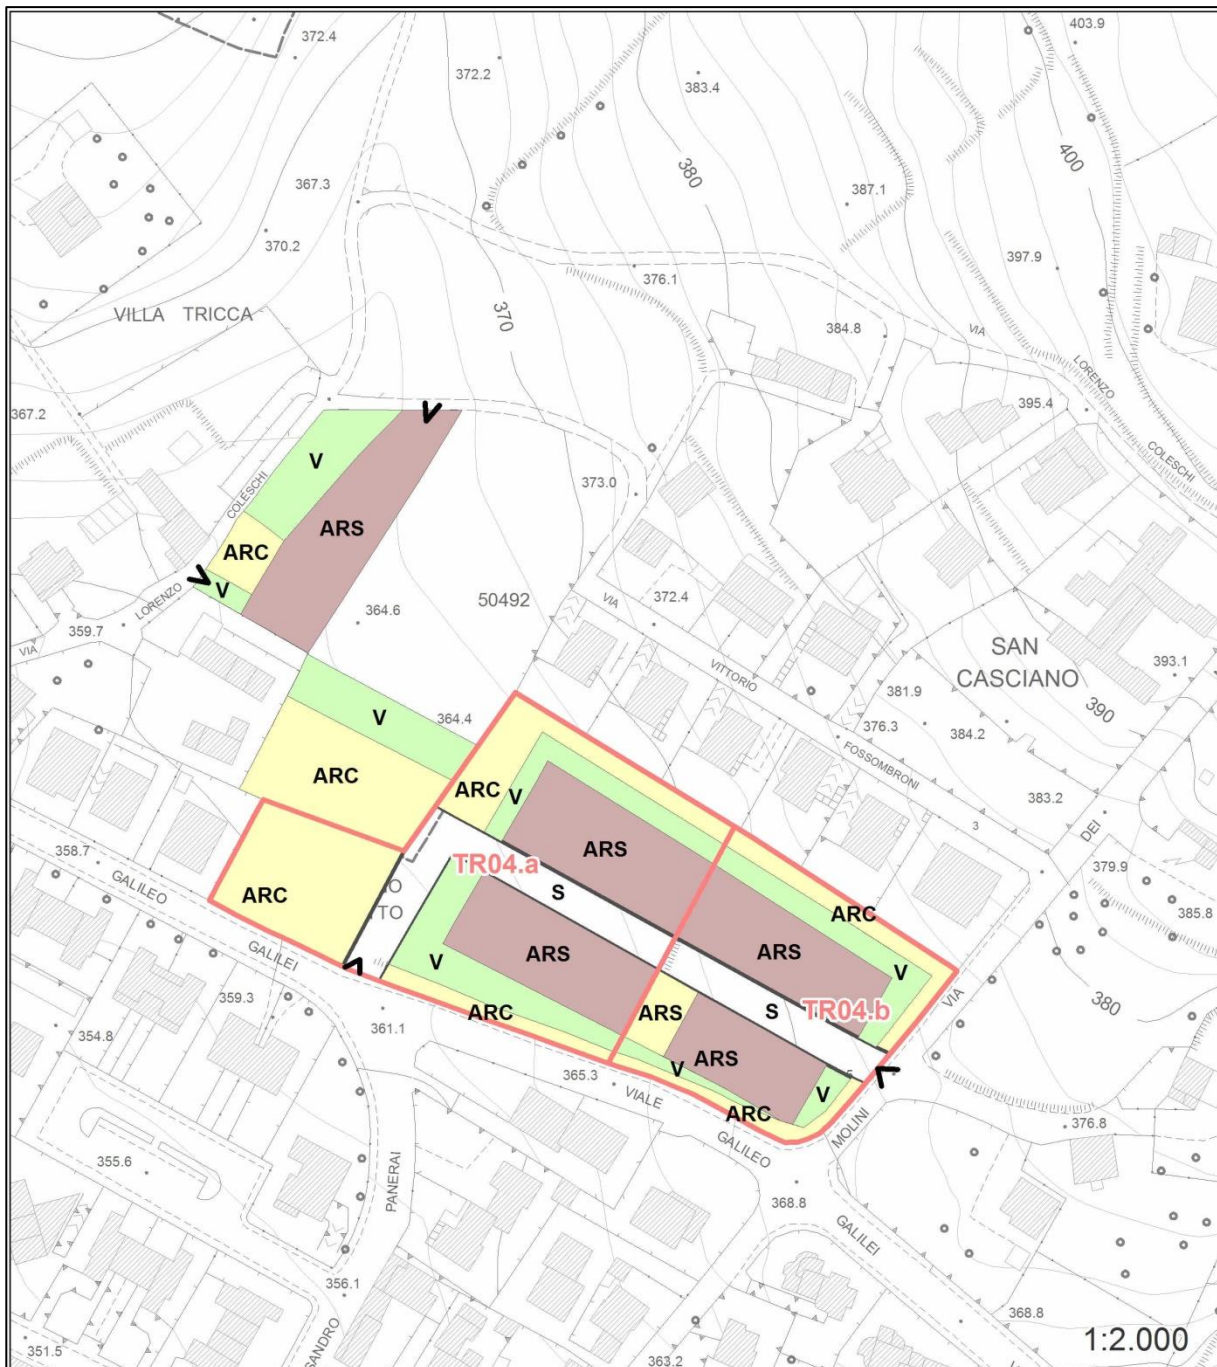 403.9
372.4
372.2
383.4
380
400
367.3
387.1
370.2
397.9
376.1
VILLA TRICCA
370
384.8
VIA
LORENZO
367.2
395.4
COLESCHI
V
COLESCHI
373.0
ARS
ARC
V
LORENZO
50492
VIA
372.4
364.6
359.7
VIA
VITTORIO
SAN
CASCIANO
393.1
381.9
390
V
364.4
376.3
384.2
FOSSOMBRONI
ARC
ARC
V
383.2
3
DEI
358.7
ARS
TR04.a
379.9
GALILEO
ARC
S
IO
TTO
ARC
385.8
GALILEI
V
ARS
ARS
V
VIA
380
359.3
ARC
ARS
S
TR04.b
361.1
354.8
V
ARS
365.3
VIALE
V
5
ARC
MOLINI
376.8
GALILEO
355.6
PANERAI
368.8
GALILEI
356.1
SANDRO
368.8
351.5
363.2
1:2.000